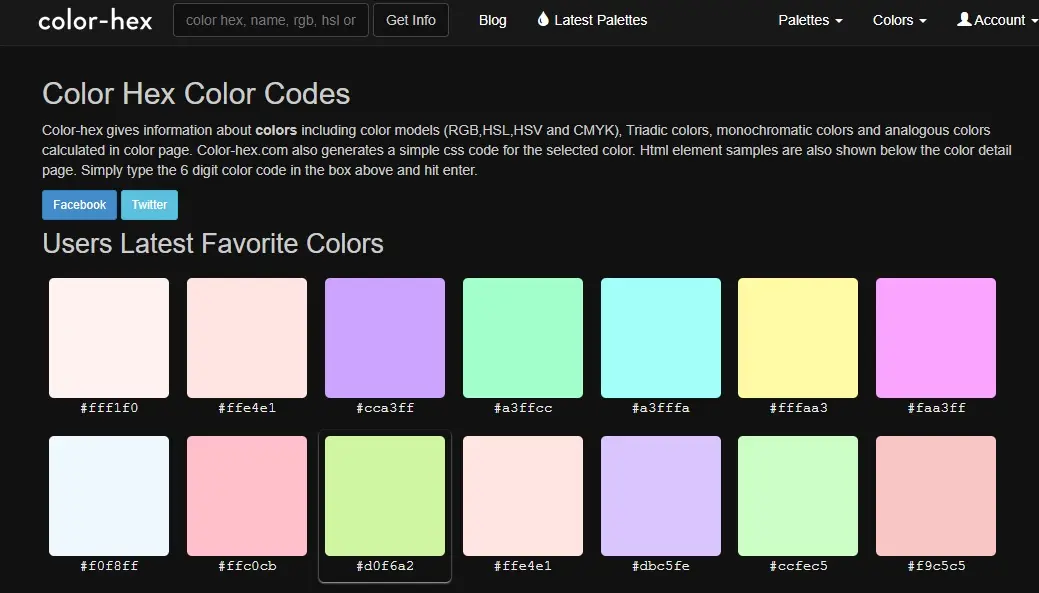 color-hex color hex, name, rgb, hsl or Get Info Blog Latest Palettes Palettes Colors Account
Color Hex Color Codes
Color-hex gives information about colors including color models (RGB,HSL,HSV and CMYK), Triadic colors, monochromatic colors and analogous colors
calculated in color page. Color-hex.com also generates a simple css code for the selected color. Html element samples are also shown below the color detail
page. Simply type the 6 digit color code in the box above and hit enter.
Facebook Twitter
Users Latest Favorite Colors
#fff1f0 #ffe4e1 #cca3ff #a3ffcc #a3fffa #fffaa3 #faa3ff
#f0f8ff #ffc0cb #d0f6a2 #ffe4e1 #dbc5fe #ccfec5 #f9c5c5